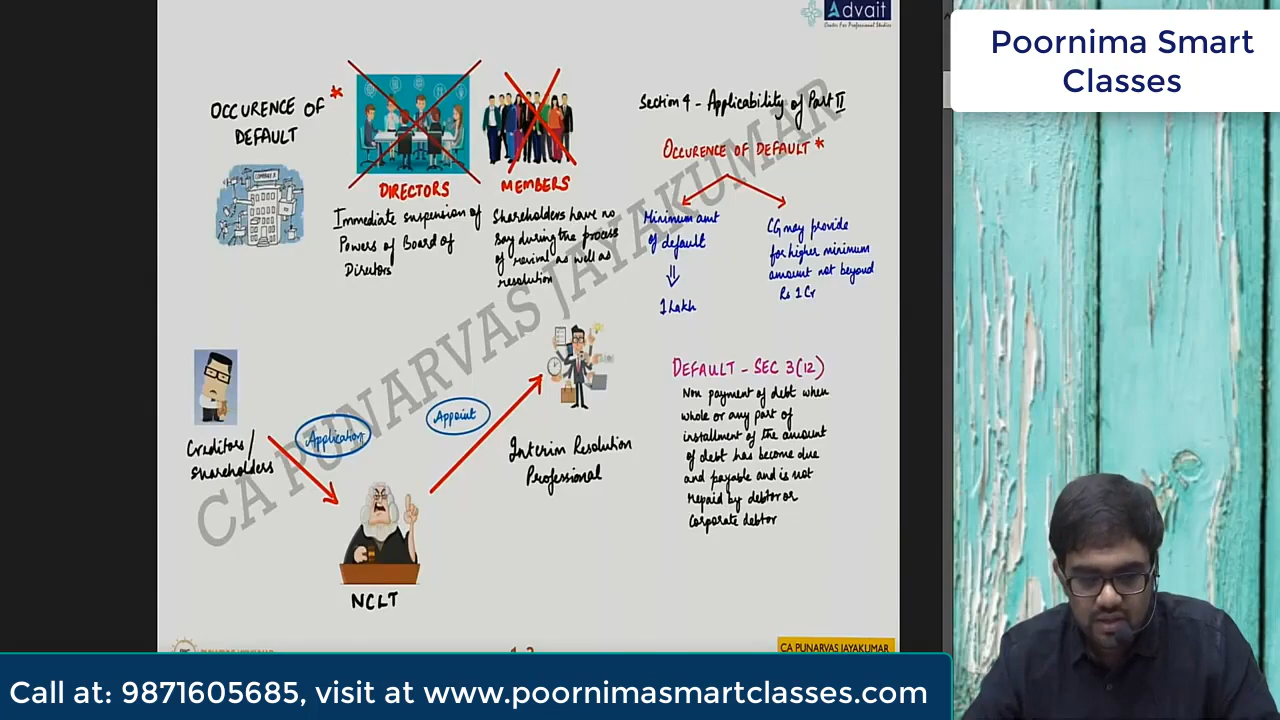 Advait
Center For Professional Studies
Poornima Smart
Classes
OCCURENCE OF *
DEFAULT
DIRECTORS
Immediate suspension of
Powers of Board of
Directors
MEMBERS
Shareholders have no
say during the process
of revival as well as
resolution
Section 4 - Applicability of Part II
OCCURENCE OF DEFAULT *
Minimum amt
of default
⇓
1 Lakh
CG may provide
for higher minimum
amount not beyond
Rs 1 Cr
Creditors/
Shareholders
Application
Appoint
Interim Resolution
Professional
NCLT
DEFAULT - SEC 3(12)
Non payment of debt when
whole or any part of
installment of the amount
of debt has become due
and payable and is not
repaid by debtor or
Corporate debtor
CA PUNARVAS JAYAKUMAR
CA PUNARVAS JAYAKUMAR
Call at: 9871605685, visit at www.poornimasmartclasses.com